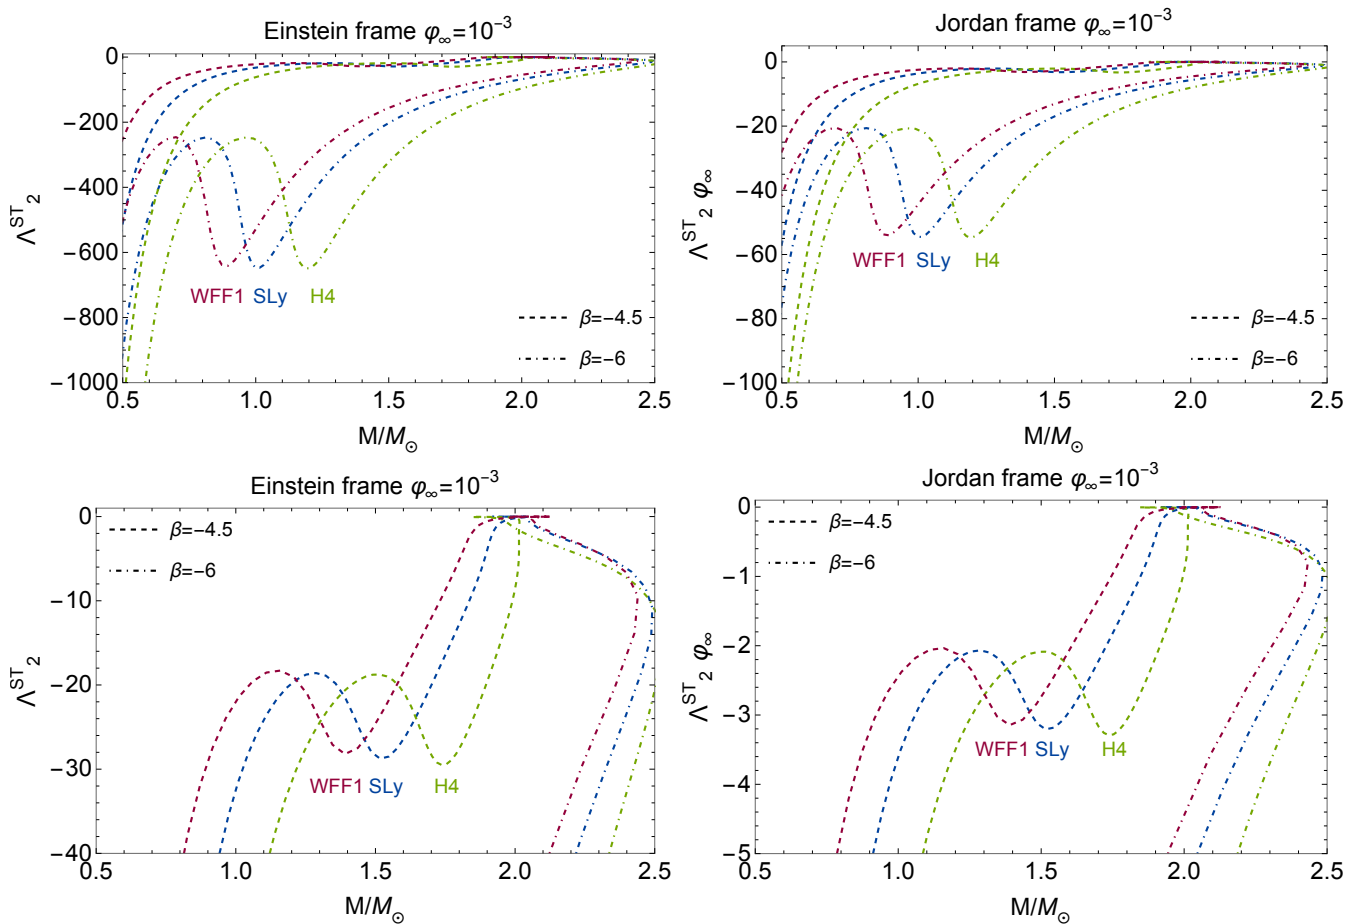 Einstein frame φ∞=10⁻³
0
−200
−400
−600
−800
−1000
Λ^ST_2
WFF1 SLy H4
β=−4.5
β=−6
0.5 1.0 1.5 2.0 2.5
M/M⊙
Jordan frame φ∞=10⁻³
0
−20
−40
−60
−80
−100
Λ^ST_2 φ∞
WFF1 SLy H4
β=−4.5
β=−6
0.5 1.0 1.5 2.0 2.5
M/M⊙
Einstein frame φ∞=10⁻³
0
−10
−20
−30
−40
Λ^ST_2
β=−4.5
β=−6
WFF1 SLy H4
0.5 1.0 1.5 2.0 2.5
M/M⊙
Jordan frame φ∞=10⁻³
0
−1
−2
−3
−4
−5
Λ^ST_2 φ∞
β=−4.5
β=−6
WFF1 SLy H4
0.5 1.0 1.5 2.0 2.5
M/M⊙